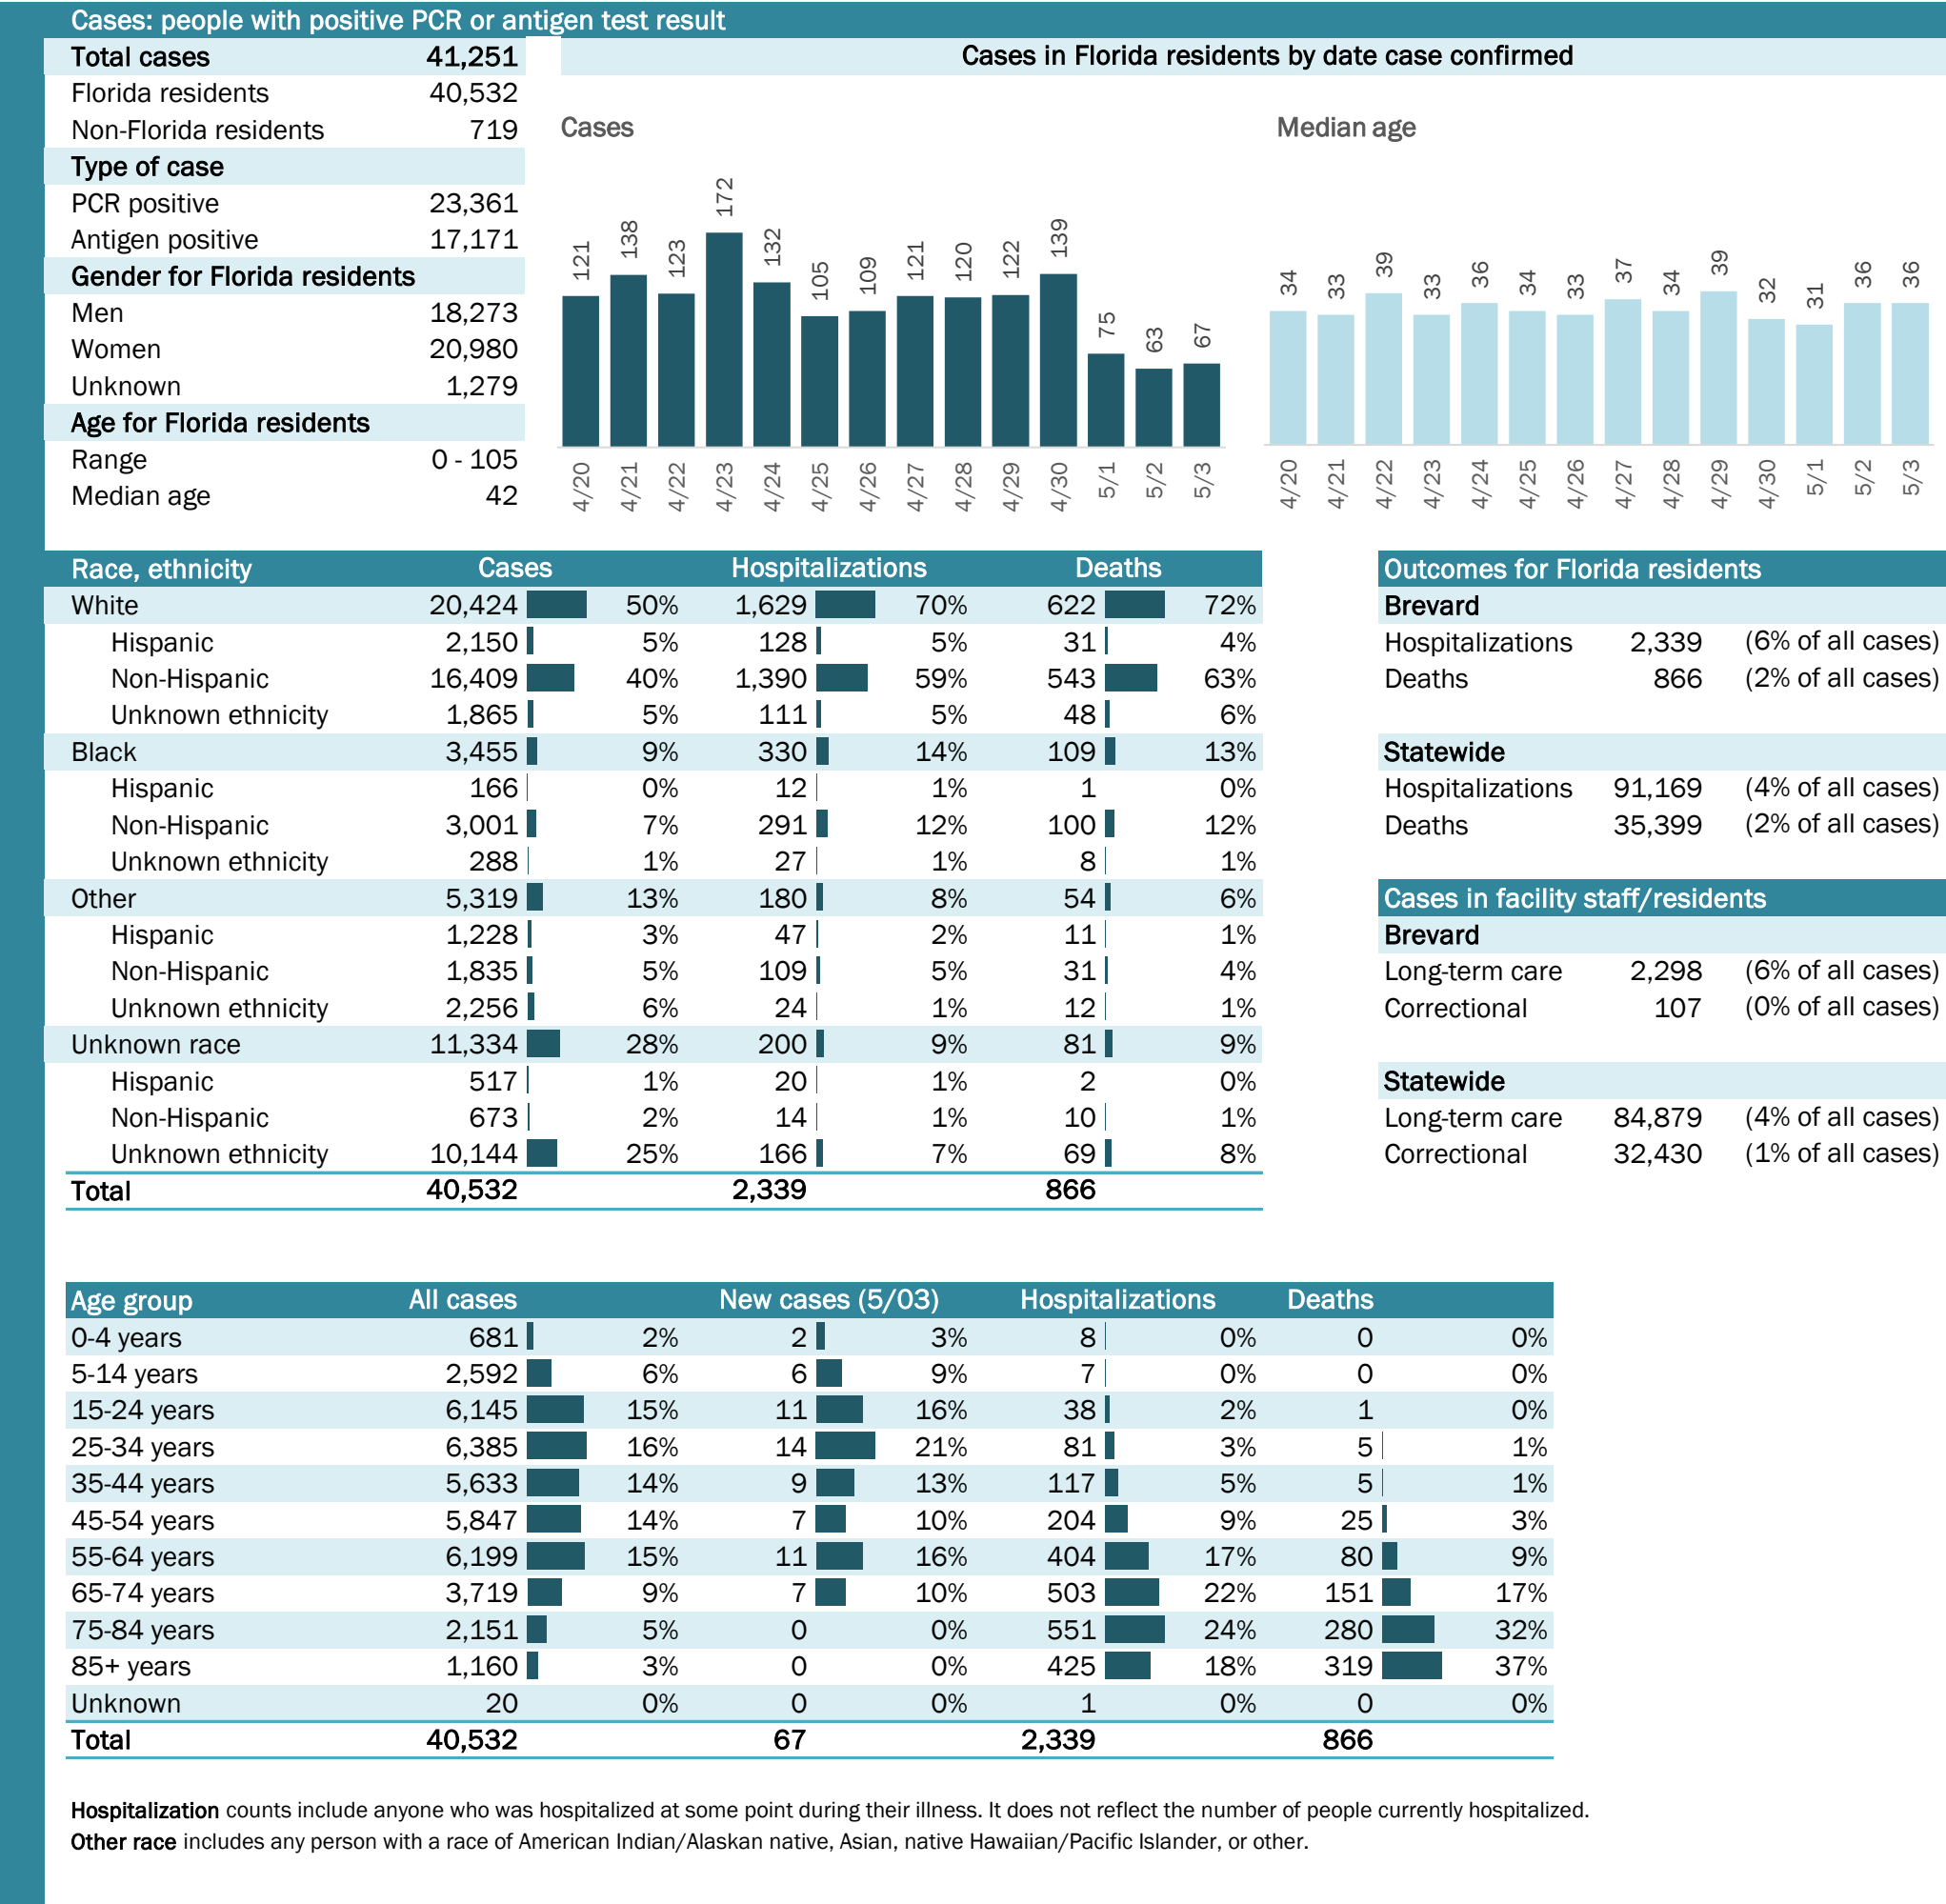 Cases: people with positive PCR or antigen test result
Total cases 41,251
Florida residents 40,532
Non-Florida residents 719
Type of case
PCR positive 23,361
Antigen positive 17,171
Gender for Florida residents
Men 18,273
Women 20,980
Unknown 1,279
Age for Florida residents
Range 0 - 105
Median age 42
Cases in Florida residents by date case confirmed
Cases
121 138 123 172 132 105 109 121 120 122 139 75 63 67
4/20 4/21 4/22 4/23 4/24 4/25 4/26 4/27 4/28 4/29 4/30 5/1 5/2 5/3
Median age
34 33 39 33 36 34 33 37 34 39 32 31 36 36
4/20 4/21 4/22 4/23 4/24 4/25 4/26 4/27 4/28 4/29 4/30 5/1 5/2 5/3
Race, ethnicity Cases Hospitalizations Deaths
White 20,424 50% 1,629 70% 622 72%
Hispanic 2,150 5% 128 5% 31 4%
Non-Hispanic 16,409 40% 1,390 59% 543 63%
Unknown ethnicity 1,865 5% 111 5% 48 6%
Black 3,455 9% 330 14% 109 13%
Hispanic 166 0% 12 1% 1 0%
Non-Hispanic 3,001 7% 291 12% 100 12%
Unknown ethnicity 288 1% 27 1% 8 1%
Other 5,319 13% 180 8% 54 6%
Hispanic 1,228 3% 47 2% 11 1%
Non-Hispanic 1,835 5% 109 5% 31 4%
Unknown ethnicity 2,256 6% 24 1% 12 1%
Unknown race 11,334 28% 200 9% 81 9%
Hispanic 517 1% 20 1% 2 0%
Non-Hispanic 673 2% 14 1% 10 1%
Unknown ethnicity 10,144 25% 166 7% 69 8%
Total 40,532 2,339 866
Outcomes for Florida residents
Brevard
Hospitalizations 2,339 (6% of all cases)
Deaths 866 (2% of all cases)
Statewide
Hospitalizations 91,169 (4% of all cases)
Deaths 35,399 (2% of all cases)
Cases in facility staff/residents
Brevard
Long-term care 2,298 (6% of all cases)
Correctional 107 (0% of all cases)
Statewide
Long-term care 84,879 (4% of all cases)
Correctional 32,430 (1% of all cases)
Age group All cases New cases (5/03) Hospitalizations Deaths
0-4 years 681 2% 2 3% 8 0% 0 0%
5-14 years 2,592 6% 6 9% 7 0% 0 0%
15-24 years 6,145 15% 11 16% 38 2% 1 0%
25-34 years 6,385 16% 14 21% 81 3% 5 1%
35-44 years 5,633 14% 9 13% 117 5% 5 1%
45-54 years 5,847 14% 7 10% 204 9% 25 3%
55-64 years 6,199 15% 11 16% 404 17% 80 9%
65-74 years 3,719 9% 7 10% 503 22% 151 17%
75-84 years 2,151 5% 0 0% 551 24% 280 32%
85+ years 1,160 3% 0 0% 425 18% 319 37%
Unknown 20 0% 0 0% 1 0% 0 0%
Total 40,532 67 2,339 866
Hospitalization counts include anyone who was hospitalized at some point during their illness. It does not reflect the number of people currently hospitalized.
Other race includes any person with a race of American Indian/Alaskan native, Asian, native Hawaiian/Pacific Islander, or other.